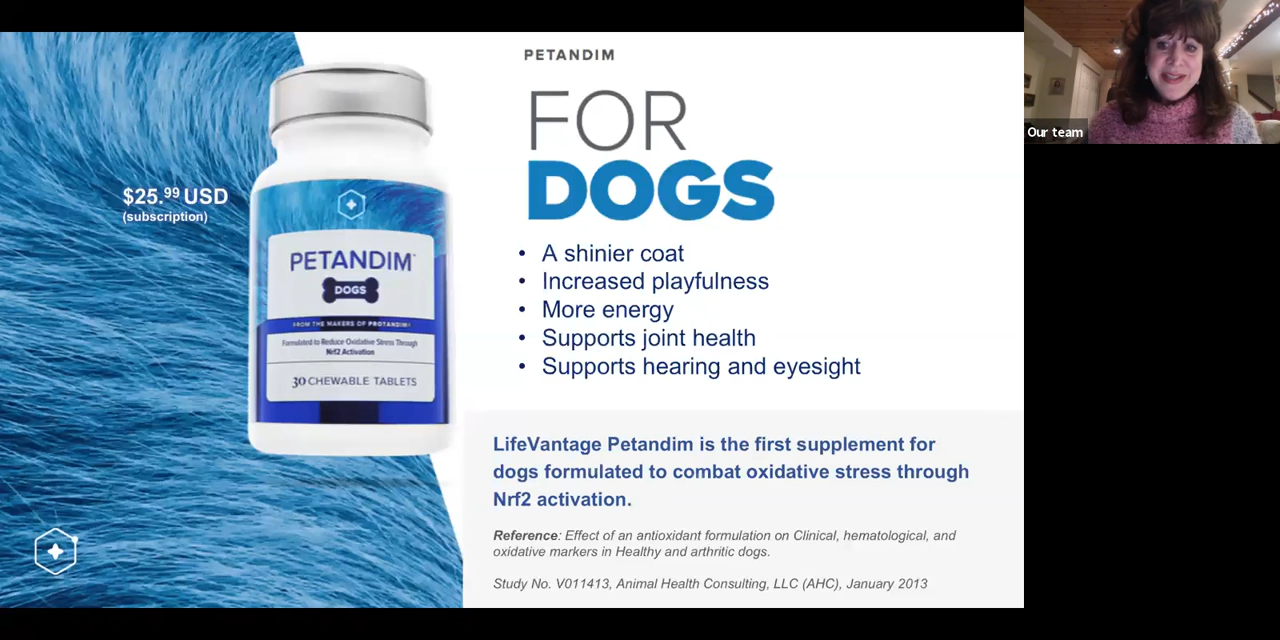 PETANDIM
FOR
DOGS
$25.99 USD
(subscription)
PETANDIM
DOGS
FROM THE MAKERS OF PROTANDIM®
Formulated to Reduce Oxidative Stress Through
Nrf2 Activation
30 CHEWABLE TABLETS
• A shinier coat
• Increased playfulness
• More energy
• Supports joint health
• Supports hearing and eyesight
LifeVantage Petandim is the first supplement for
dogs formulated to combat oxidative stress through
Nrf2 activation.
Reference: Effect of an antioxidant formulation on Clinical, hematological, and
oxidative markers in Healthy and arthritic dogs.
Study No. V011413, Animal Health Consulting, LLC (AHC), January 2013
Our team